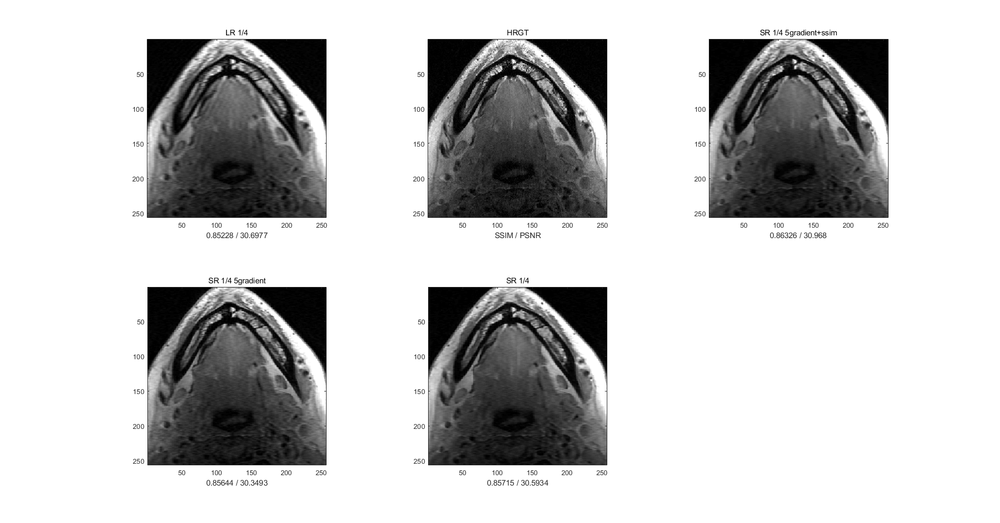 LR 1/4
50
100
150
200
250
50 100 150 200 250
0.85228 / 30.6977
HRGT
50
100
150
200
250
50 100 150 200 250
SSIM / PSNR
SR 1/4 5gradient+ssim
50
100
150
200
250
50 100 150 200 250
0.86326 / 30.968
SR 1/4 5gradient
50
100
150
200
250
50 100 150 200 250
0.85644 / 30.3493
SR 1/4
50
100
150
200
250
50 100 150 200 250
0.85715 / 30.5934